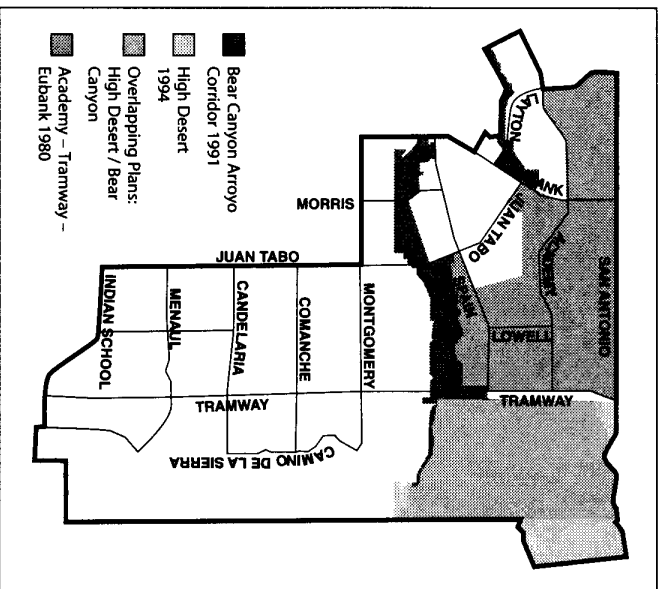 Bear Canyon Arroyo
Corridor 1991
High Desert
1994
Overlapping Plans:
High Desert / Bear
Canyon
Academy – Tramway –
Eubank 1980
LAYTON
ANK
JUAN TABO
ACADEMY
SAN ANTONIO
SPAIN
LOWELL
TRAMWAY
MORRIS
JUAN TABO
INDIAN SCHOOL
MENAUL
CANDELARIA
COMANCHE
MONTGOMERY
TRAMWAY
CAMINO DE LA SIERRA